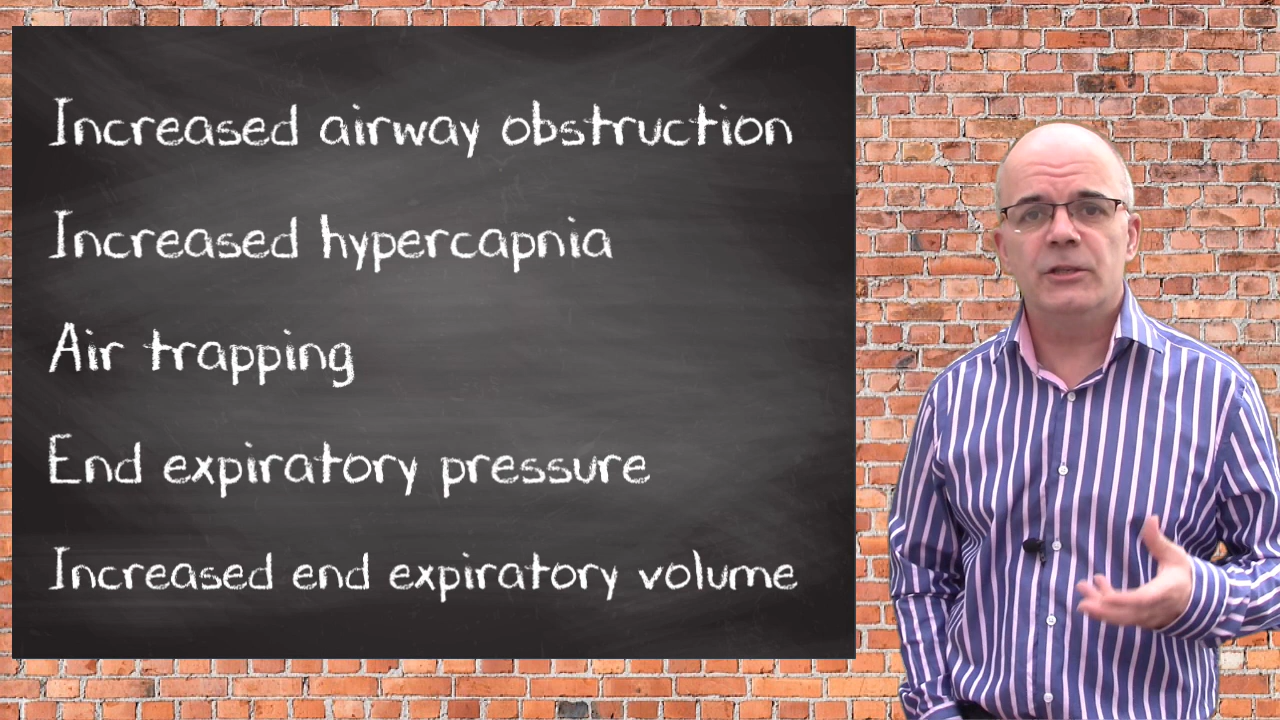 Increased airway obstruction
Increased hypercapnia
Air trapping
End expiratory pressure
Increased end expiratory volume